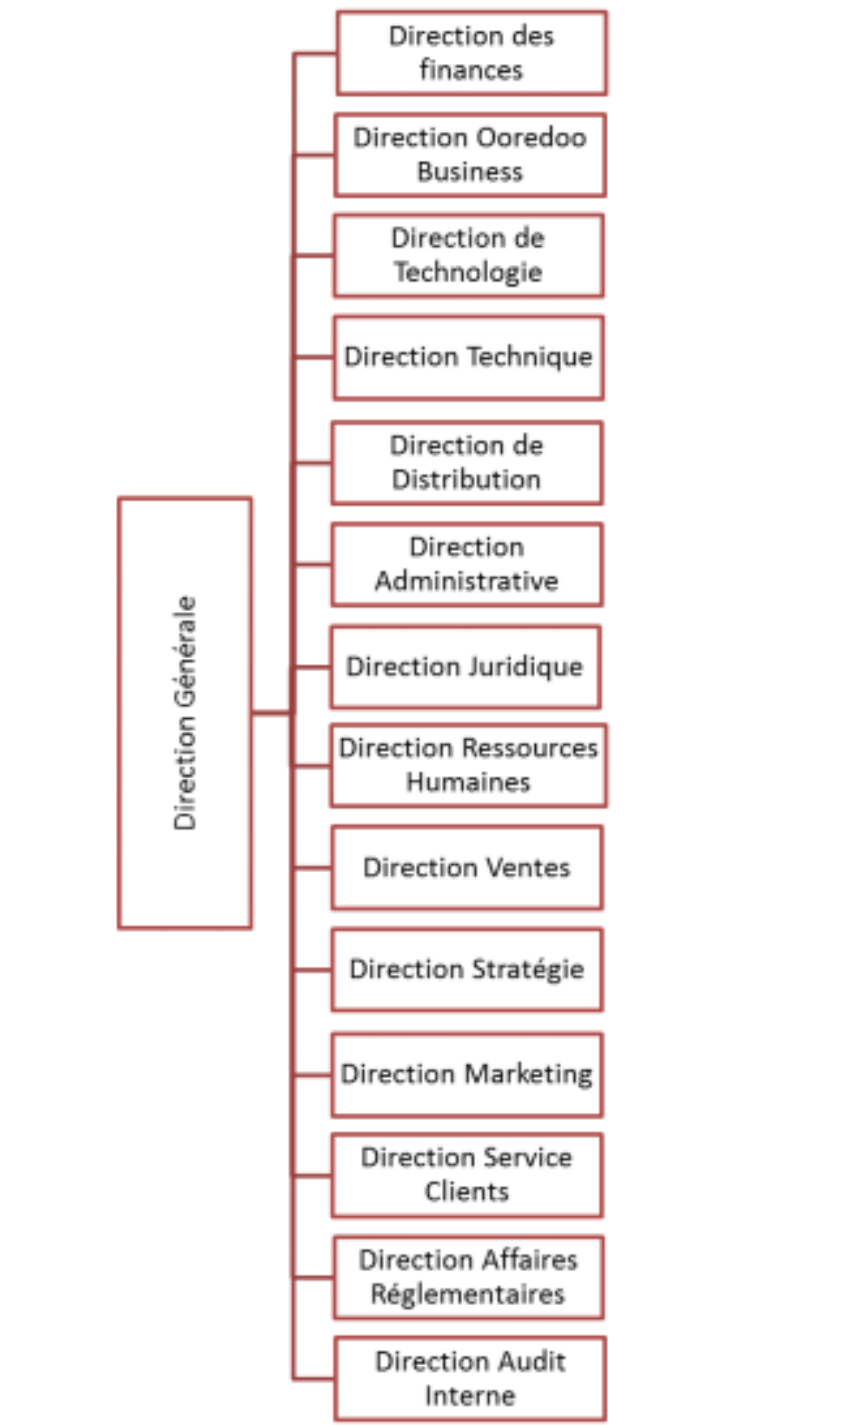 Direction Générale
Direction des
finances
Direction Ooredoo
Business
Direction de
Technologie
Direction Technique
Direction de
Distribution
Direction
Administrative
Direction Juridique
Direction Ressources
Humaines
Direction Ventes
Direction Stratégie
Direction Marketing
Direction Service
Clients
Direction Affaires
Réglementaires
Direction Audit
Interne